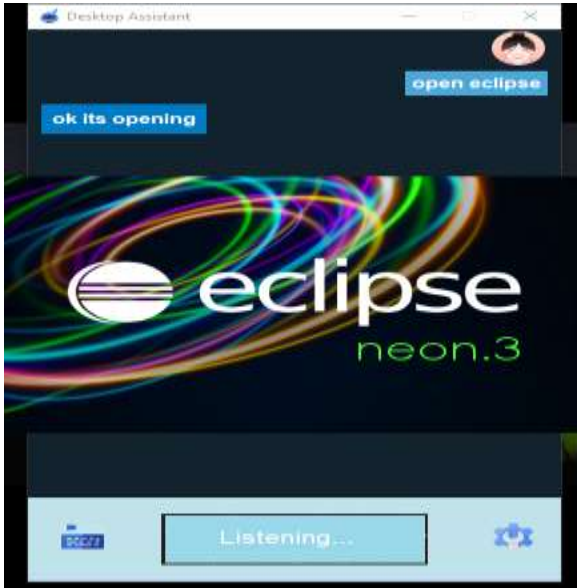 Desktop Assistant
open eclipse
ok its opening
eclipse
neon.3
Listening...